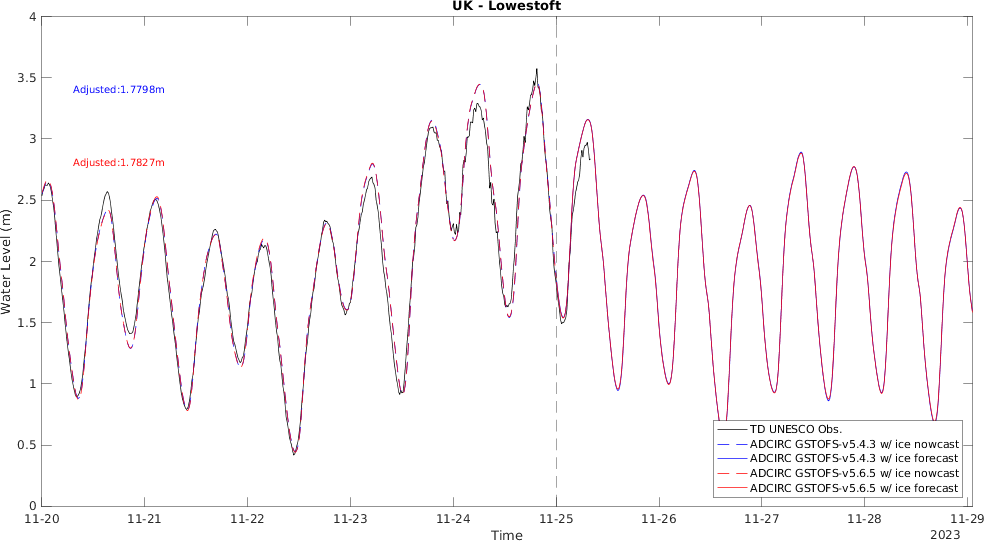 UK - Lowestoft
4
3.5
3
2.5
2
1.5
1
0.5
0
Water Level (m)
Adjusted:1.7798m
Adjusted:1.7827m
TD UNESCO Obs.
ADCIRC GSTOFS-v5.4.3 w/ ice nowcast
ADCIRC GSTOFS-v5.4.3 w/ ice forecast
ADCIRC GSTOFS-v5.6.5 w/ ice nowcast
ADCIRC GSTOFS-v5.6.5 w/ ice forecast
11-20 11-21 11-22 11-23 11-24 11-25 11-26 11-27 11-28 11-29
Time
2023